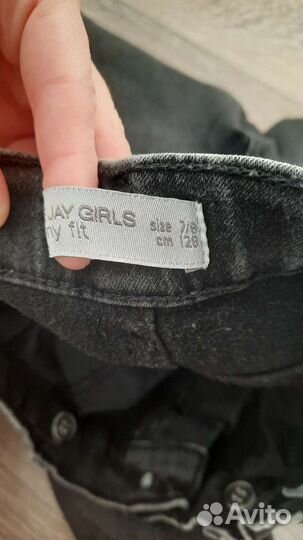 JAY GIRLS
ny fit
size 7/8
cm 128
Avito